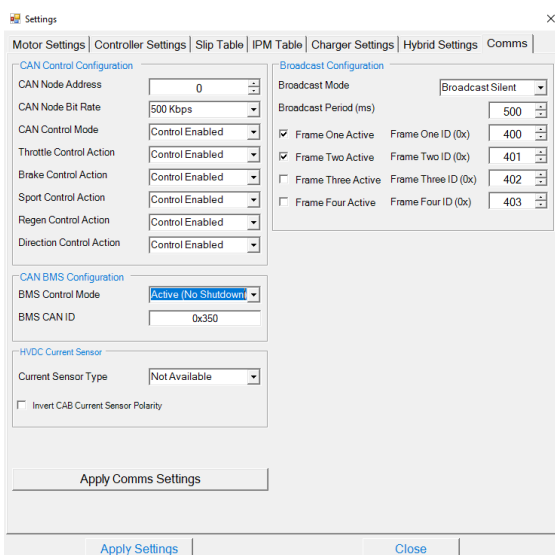 Settings
Motor Settings Controller Settings Slip Table IPM Table Charger Settings Hybrid Settings Comms
CAN Control Configuration
CAN Node Address 0
CAN Node Bit Rate 500 Kbps
CAN Control Mode Control Enabled
Throttle Control Action Control Enabled
Brake Control Action Control Enabled
Sport Control Action Control Enabled
Regen Control Action Control Enabled
Direction Control Action Control Enabled
CAN BMS Configuration
BMS Control Mode Active (No Shutdown)
BMS CAN ID 0x350
HVDC Current Sensor
Current Sensor Type Not Available
Invert CAB Current Sensor Polarity
Apply Comms Settings
Broadcast Configuration
Broadcast Mode Broadcast Silent
Broadcast Period (ms) 500
Frame One Active Frame One ID (0x) 400
Frame Two Active Frame Two ID (0x) 401
Frame Three Active Frame Three ID (0x) 402
Frame Four Active Frame Four ID (0x) 403
Apply Settings Close